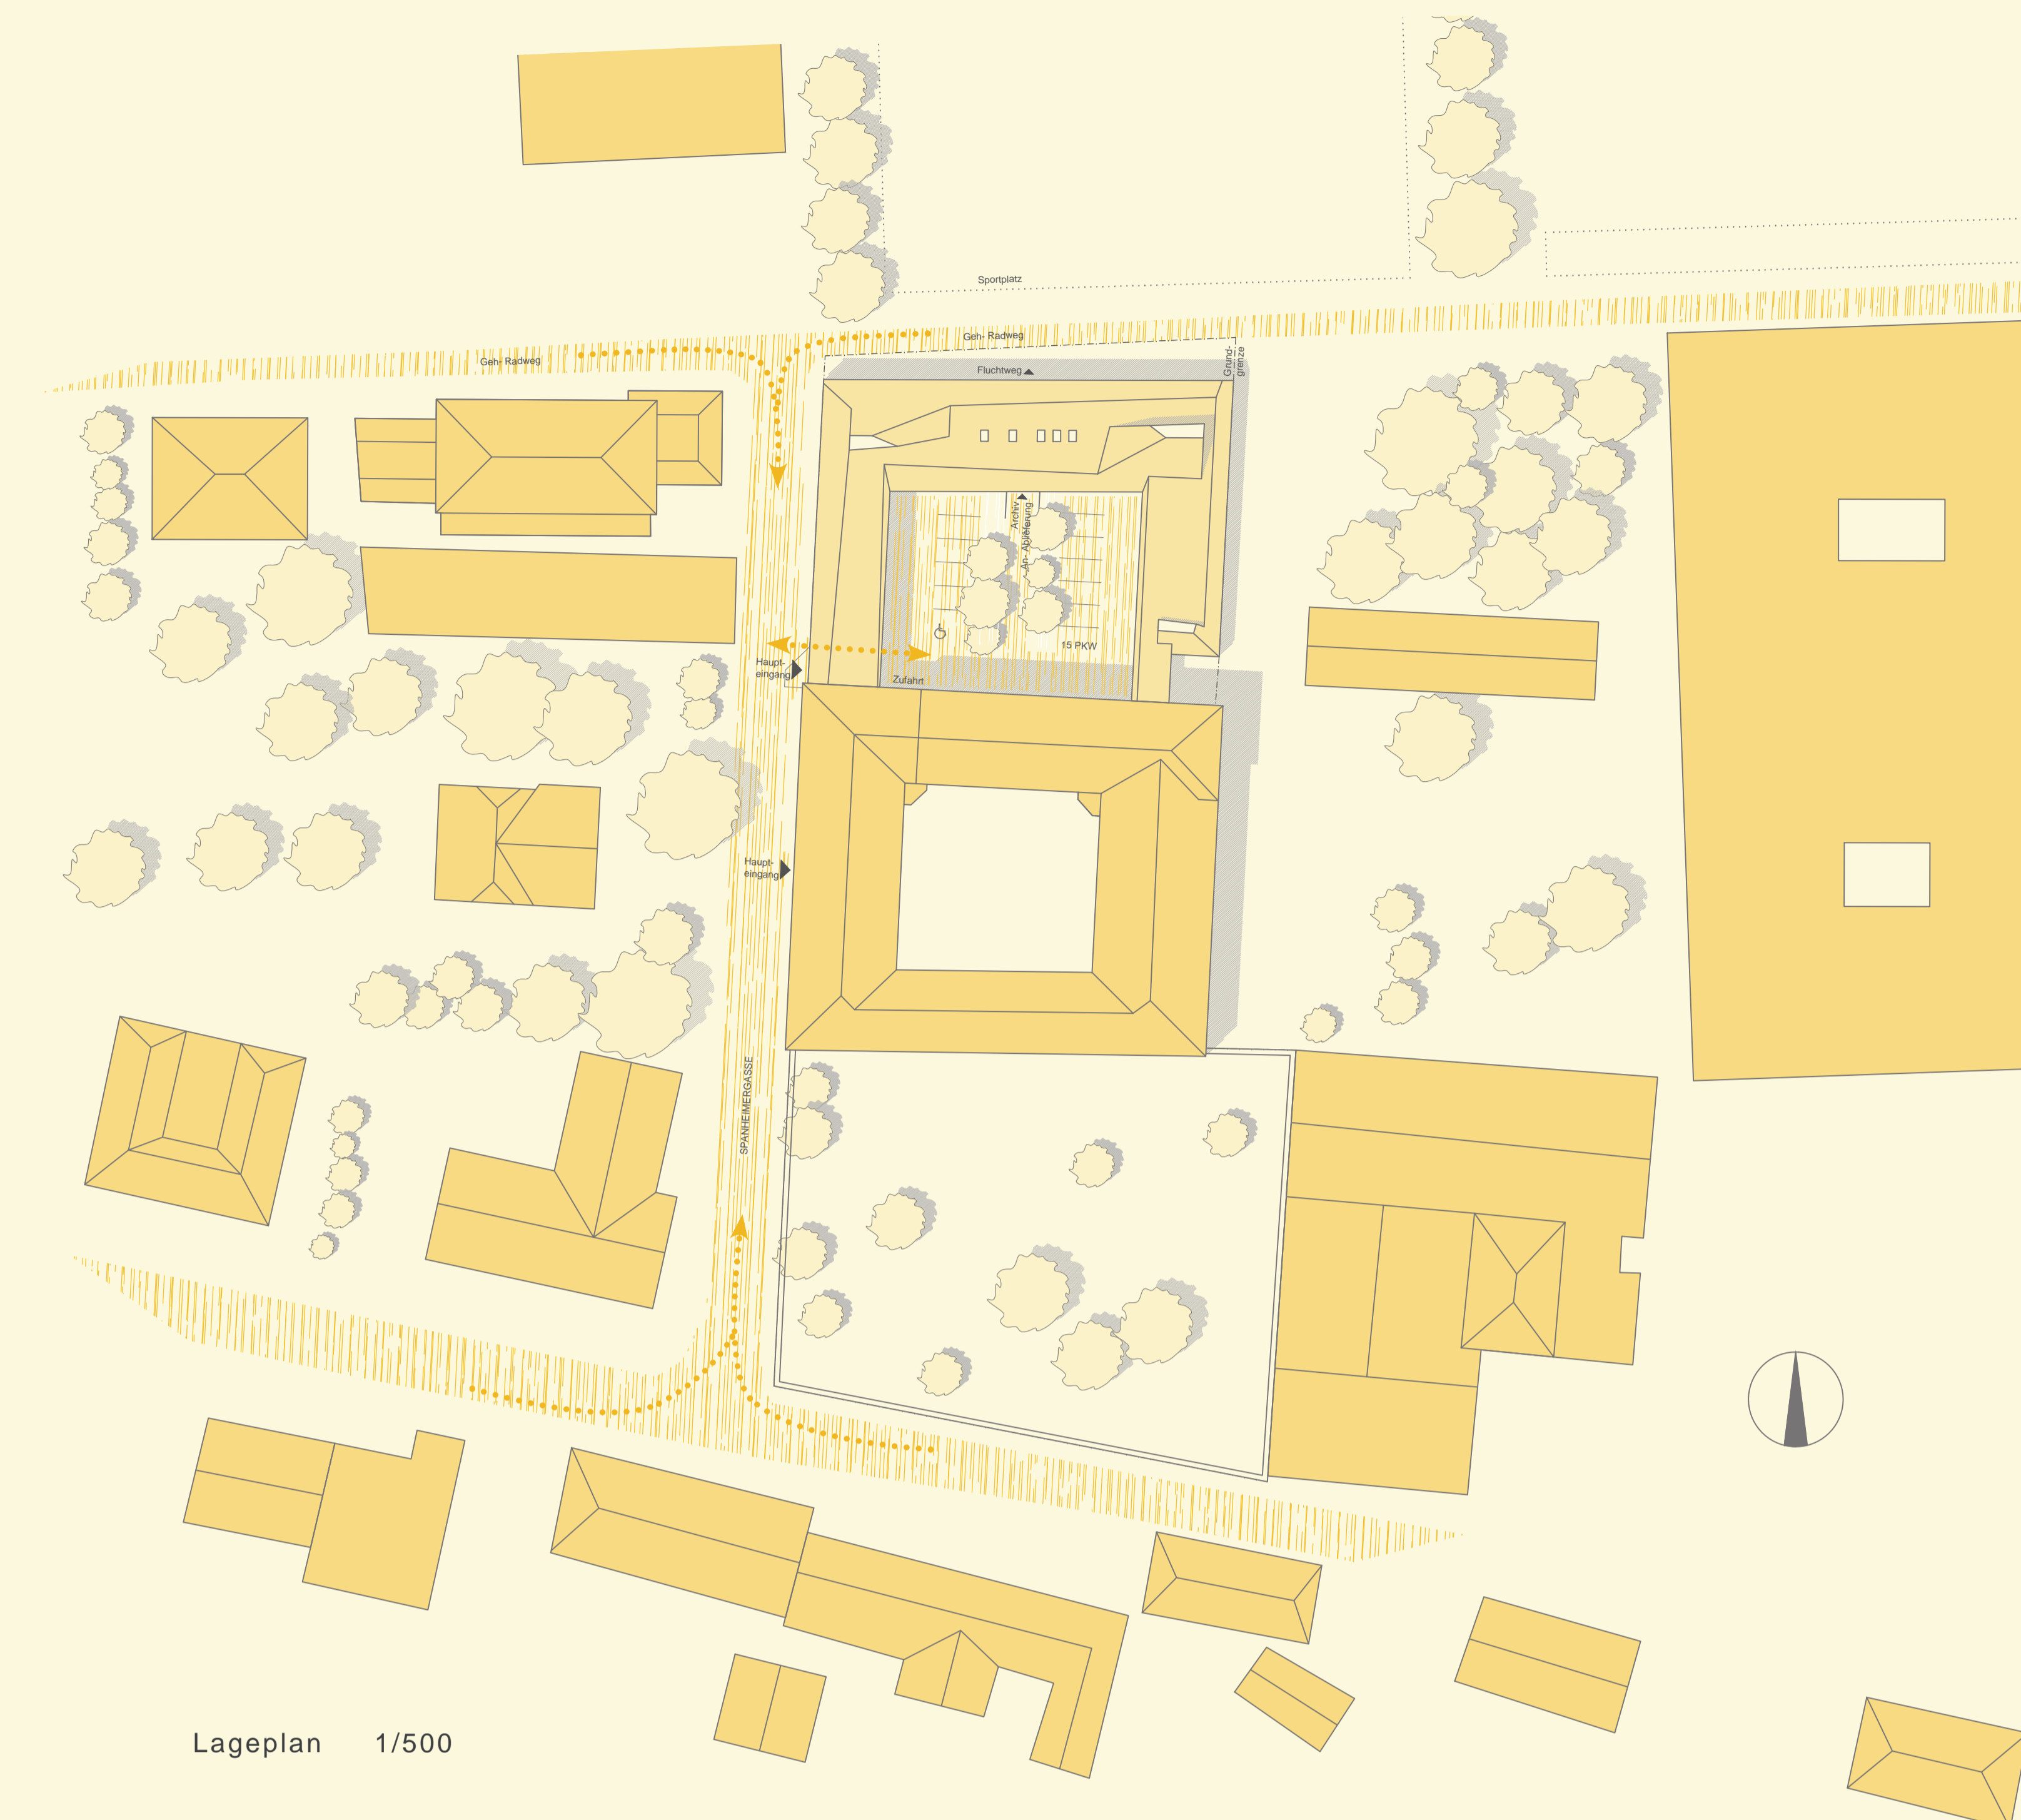 Sportplatz
Geh- Radweg
Geh- Radweg
Grund-
grenze
Fluchtweg
Archiv
An- Ablieferung
15 PKW
Haupt-
eingang
Zufahrt
Haupt-
eingang
SPANHEIMERGASSE
Lageplan 1/500